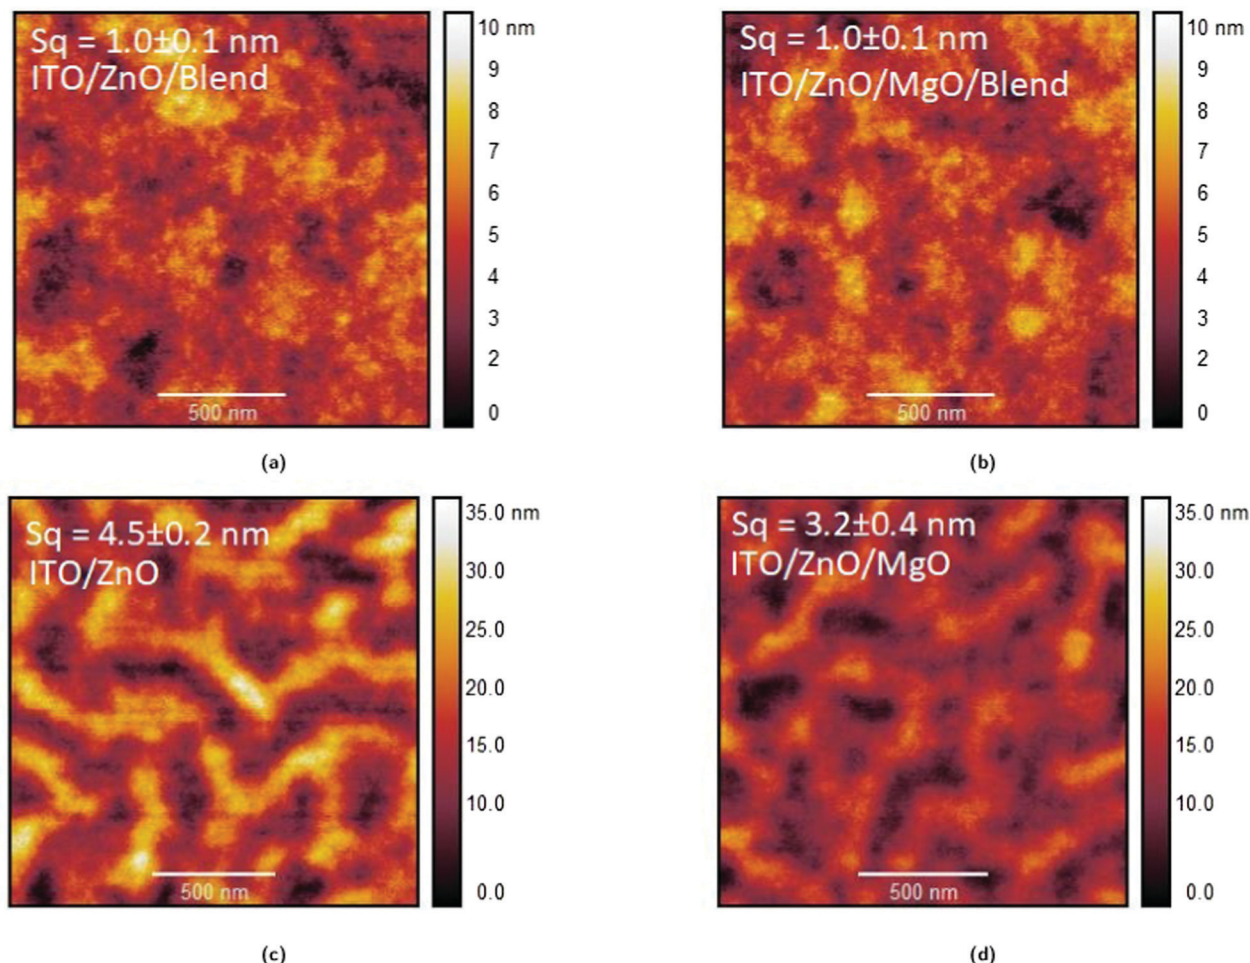 Sq = 1.0±0.1 nm
ITO/ZnO/Blend
10 nm
9
8
7
6
5
4
3
2
0
500 nm
(a)
Sq = 1.0±0.1 nm
ITO/ZnO/MgO/Blend
10 nm
9
8
7
6
5
4
3
2
0
500 nm
(b)
Sq = 4.5±0.2 nm
ITO/ZnO
35.0 nm
30.0
25.0
20.0
15.0
10.0
0.0
500 nm
(c)
Sq = 3.2±0.4 nm
ITO/ZnO/MgO
35.0 nm
30.0
25.0
20.0
15.0
10.0
0.0
500 nm
(d)